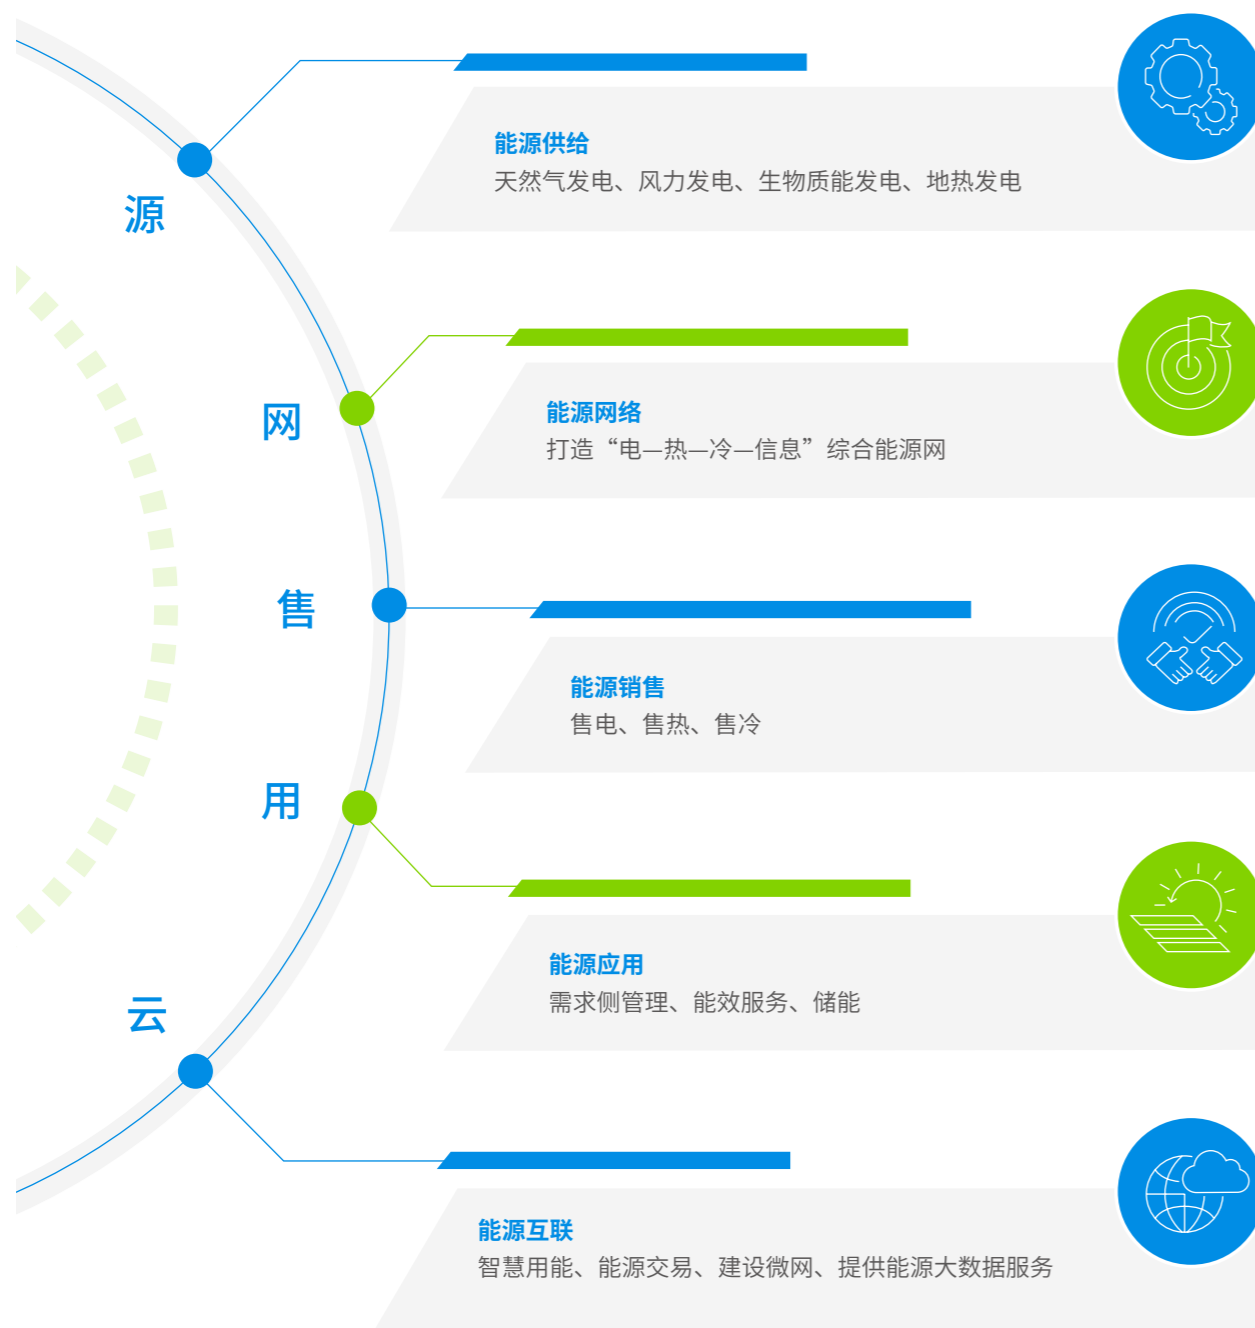 源
能源供给
天然气发电、风力发电、生物质能发电、地热发电
网
能源网络
打造“电—热—冷—信息”综合能源网
售
能源销售
售电、售热、售冷
用
能源应用
需求侧管理、能效服务、储能
云
能源互联
智慧用能、能源交易、建设微网、提供能源大数据服务